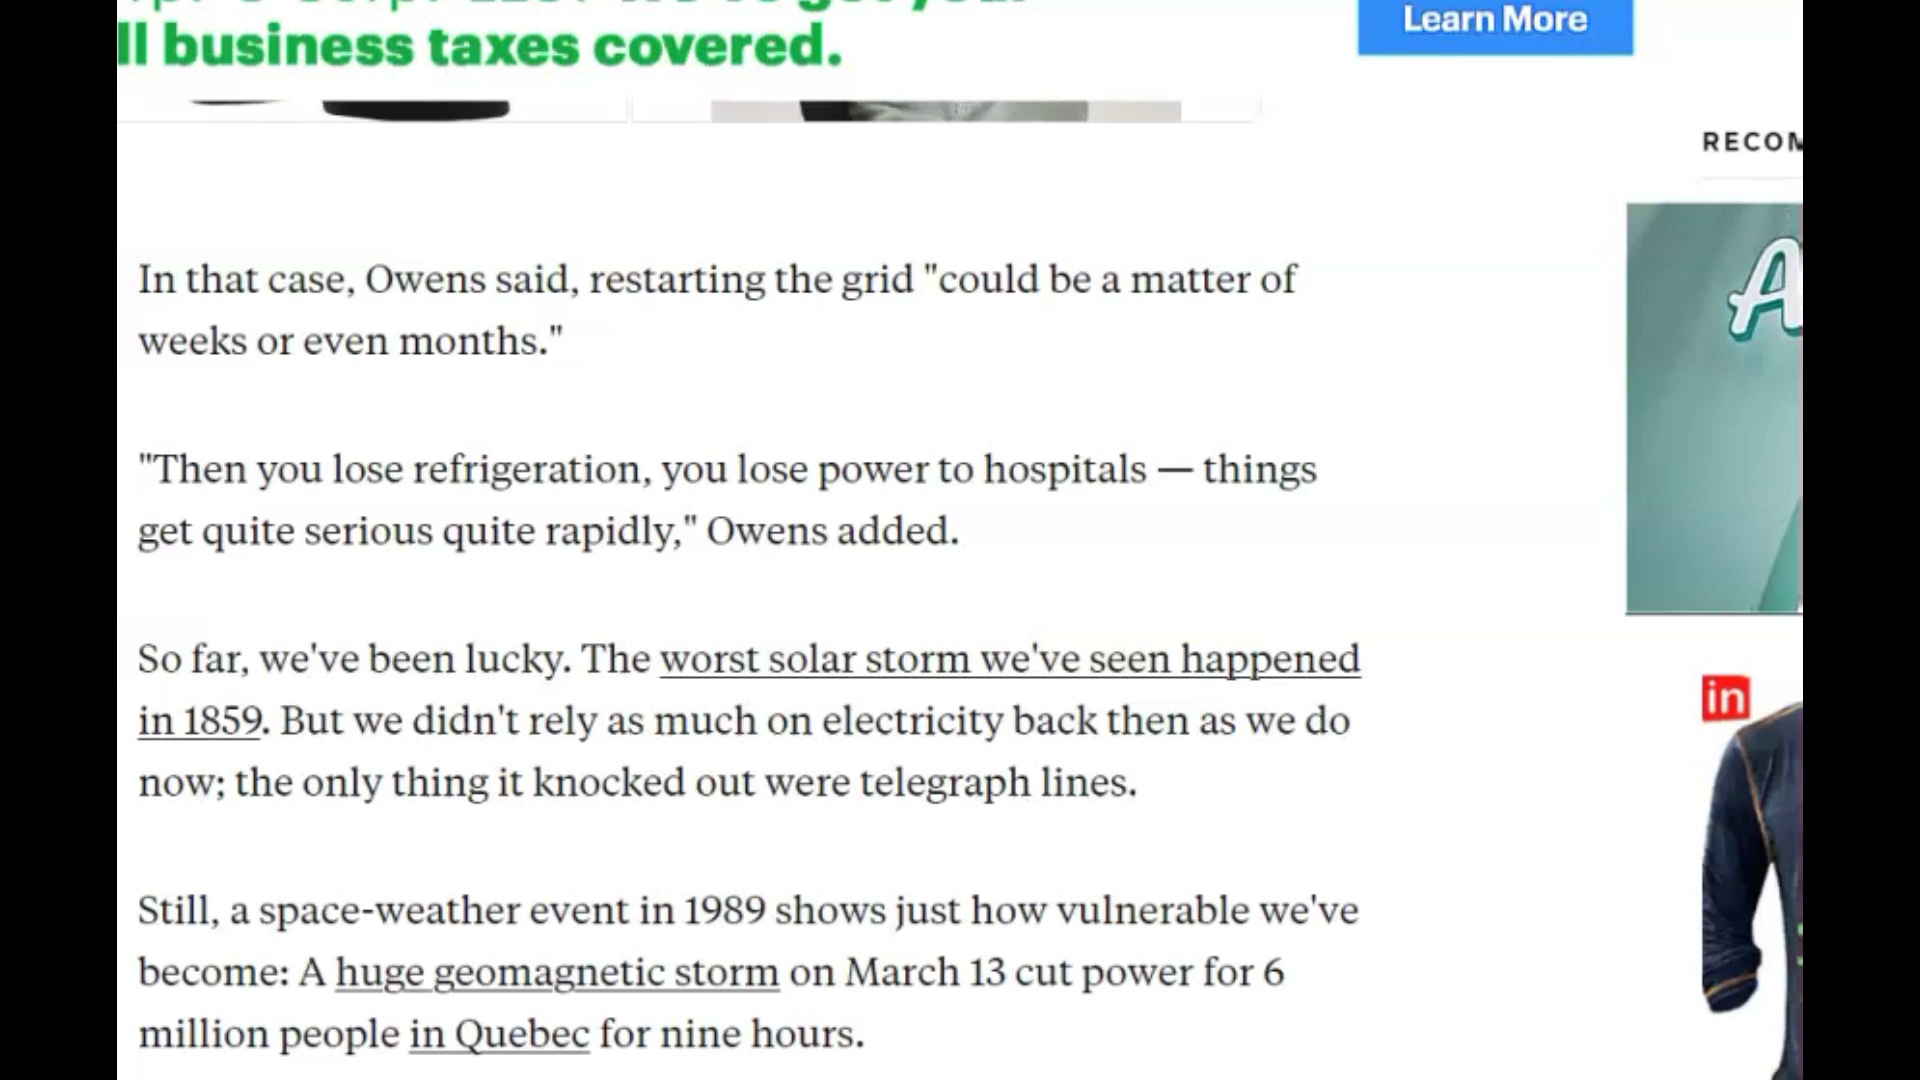 ll business taxes covered.
Learn More
RECOM
In that case, Owens said, restarting the grid "could be a matter of
weeks or even months."
"Then you lose refrigeration, you lose power to hospitals — things
get quite serious quite rapidly," Owens added.
So far, we've been lucky. The worst solar storm we've seen happened
in 1859. But we didn't rely as much on electricity back then as we do
now; the only thing it knocked out were telegraph lines.
Still, a space-weather event in 1989 shows just how vulnerable we've
become: A huge geomagnetic storm on March 13 cut power for 6
million people in Quebec for nine hours.
A
in